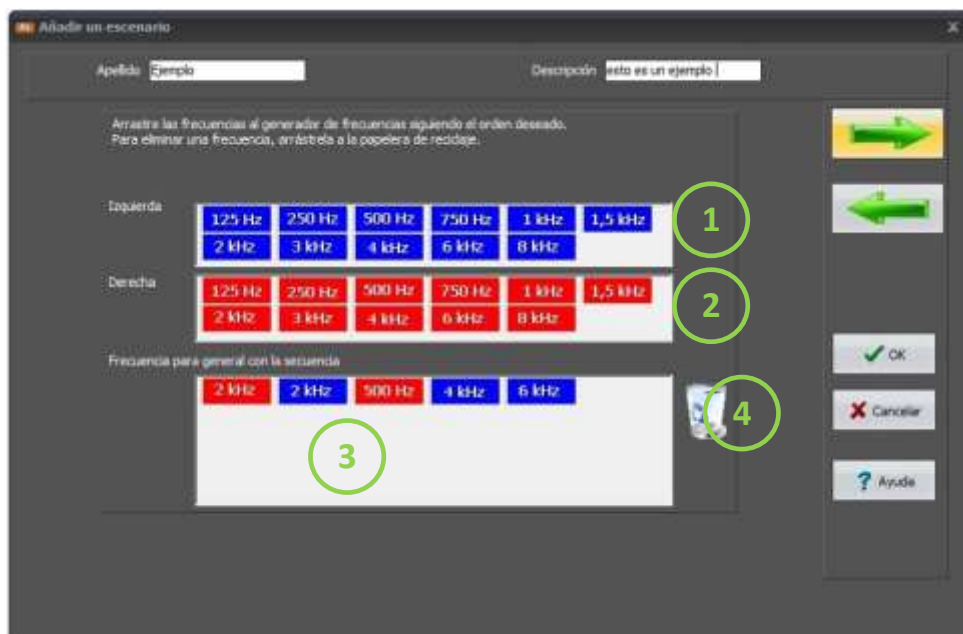 Añadir un escenario
Apellido Ejemplo Descripción esto es un ejemplo
Arrastre las frecuencias al generador de frecuencias siguiendo el orden deseado.
Para eliminar una frecuencia, arrástrela a la papelera de reciclaje.
Izquierda
125 Hz 250 Hz 500 Hz 750 Hz 1 kHz 1,5 kHz
2 kHz 3 kHz 4 kHz 6 kHz 8 kHz
1
Derecha
125 Hz 250 Hz 500 Hz 750 Hz 1 kHz 1,5 kHz
2 kHz 3 kHz 4 kHz 6 kHz 8 kHz
2
Frecuencia para general con la secuencia
2 kHz 2 kHz 500 Hz 4 kHz 6 kHz
3
4
OK
Cancelar
Ayuda